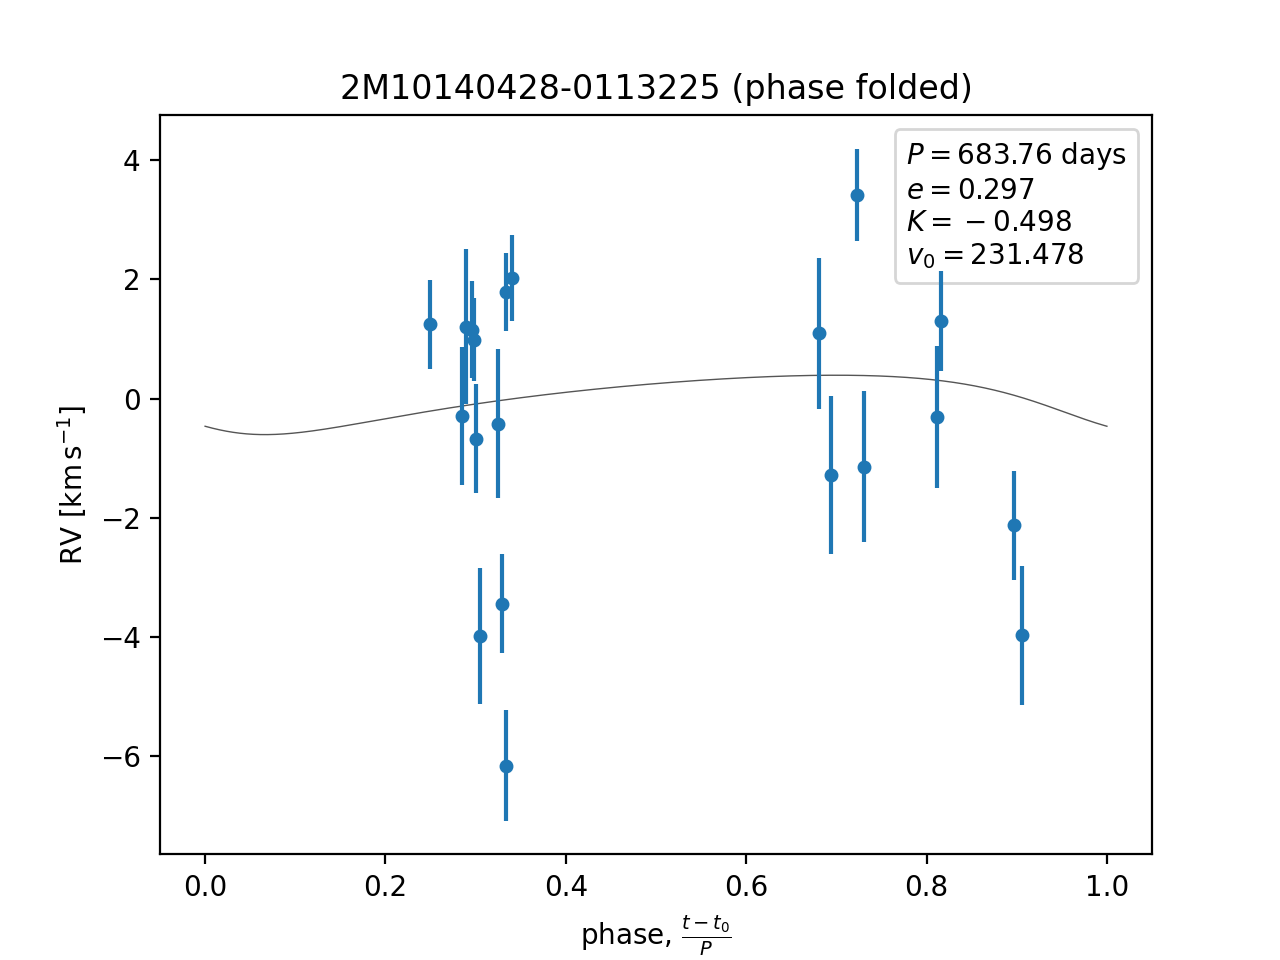 2M10140428-0113225 (phase folded)
P = 683.76 days
e = 0.297
K = −0.498
v₀ = 231.478
RV [km s⁻¹]
4
2
0
−2
−4
−6
0.0 0.2 0.4 0.6 0.8 1.0
phase, (t − t₀)/P